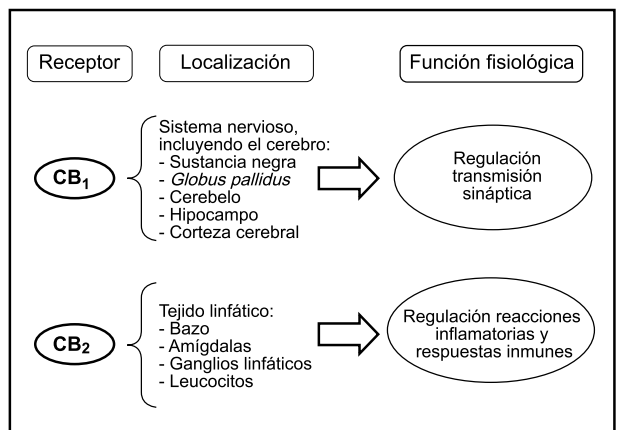 Receptor
Localización
Función fisiológica
CB1
Sistema nervioso,
incluyendo el cerebro:
- Sustancia negra
- Globus pallidus
- Cerebelo
- Hipocampo
- Corteza cerebral
Regulación
transmisión
sináptica
CB2
Tejido linfático:
- Bazo
- Amígdalas
- Ganglios linfáticos
- Leucocitos
Regulación reacciones
inflamatorias y
respuestas inmunes